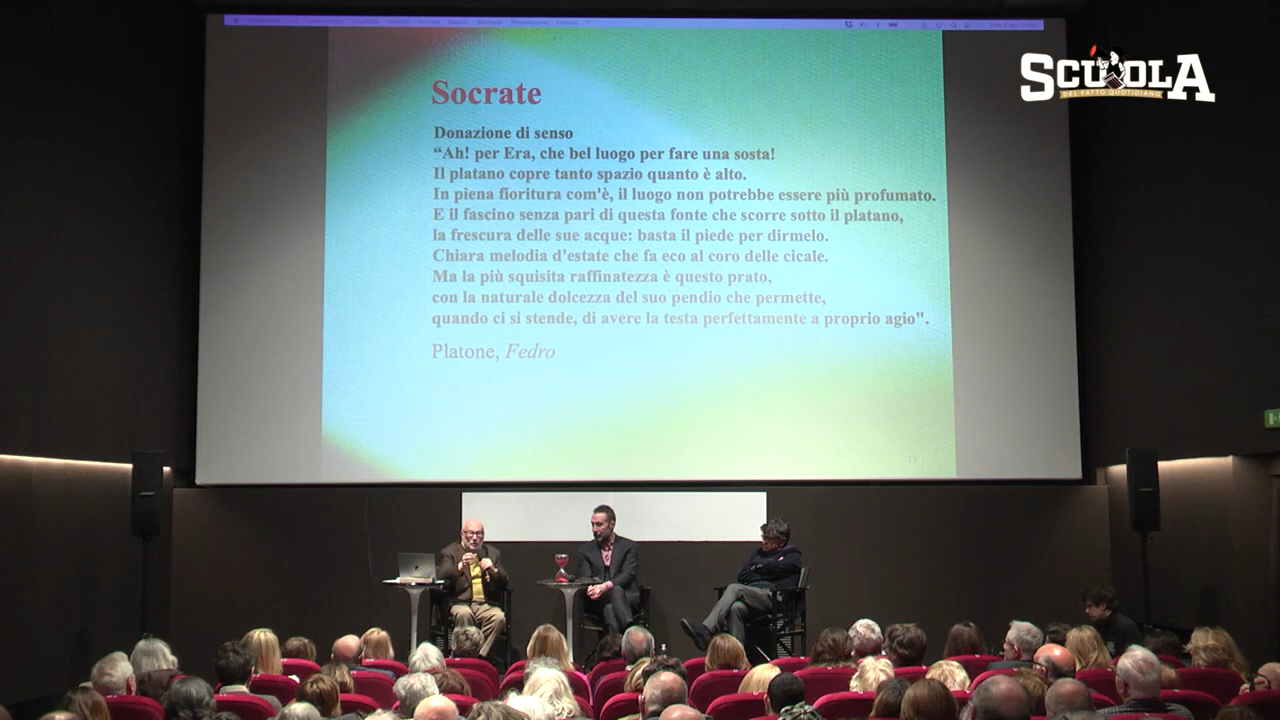 SCUOLA
DEL FATTO QUOTIDIANO
Socrate
Donazione di senso
“Ah! per Era, che bel luogo per fare una sosta!
Il platano copre tanto spazio quanto è alto.
In piena fioritura com'è, il luogo non potrebbe essere più profumato.
E il fascino senza pari di questa fonte che scorre sotto il platano,
la frescura delle sue acque: basta il piede per dirmelo.
Chiara melodia d'estate che fa eco al coro delle cicale.
Ma la più squisita raffinatezza è questo prato,
con la naturale dolcezza del suo pendio che permette,
quando ci si stende, di avere la testa perfettamente a proprio agio".
Platone, Fedro